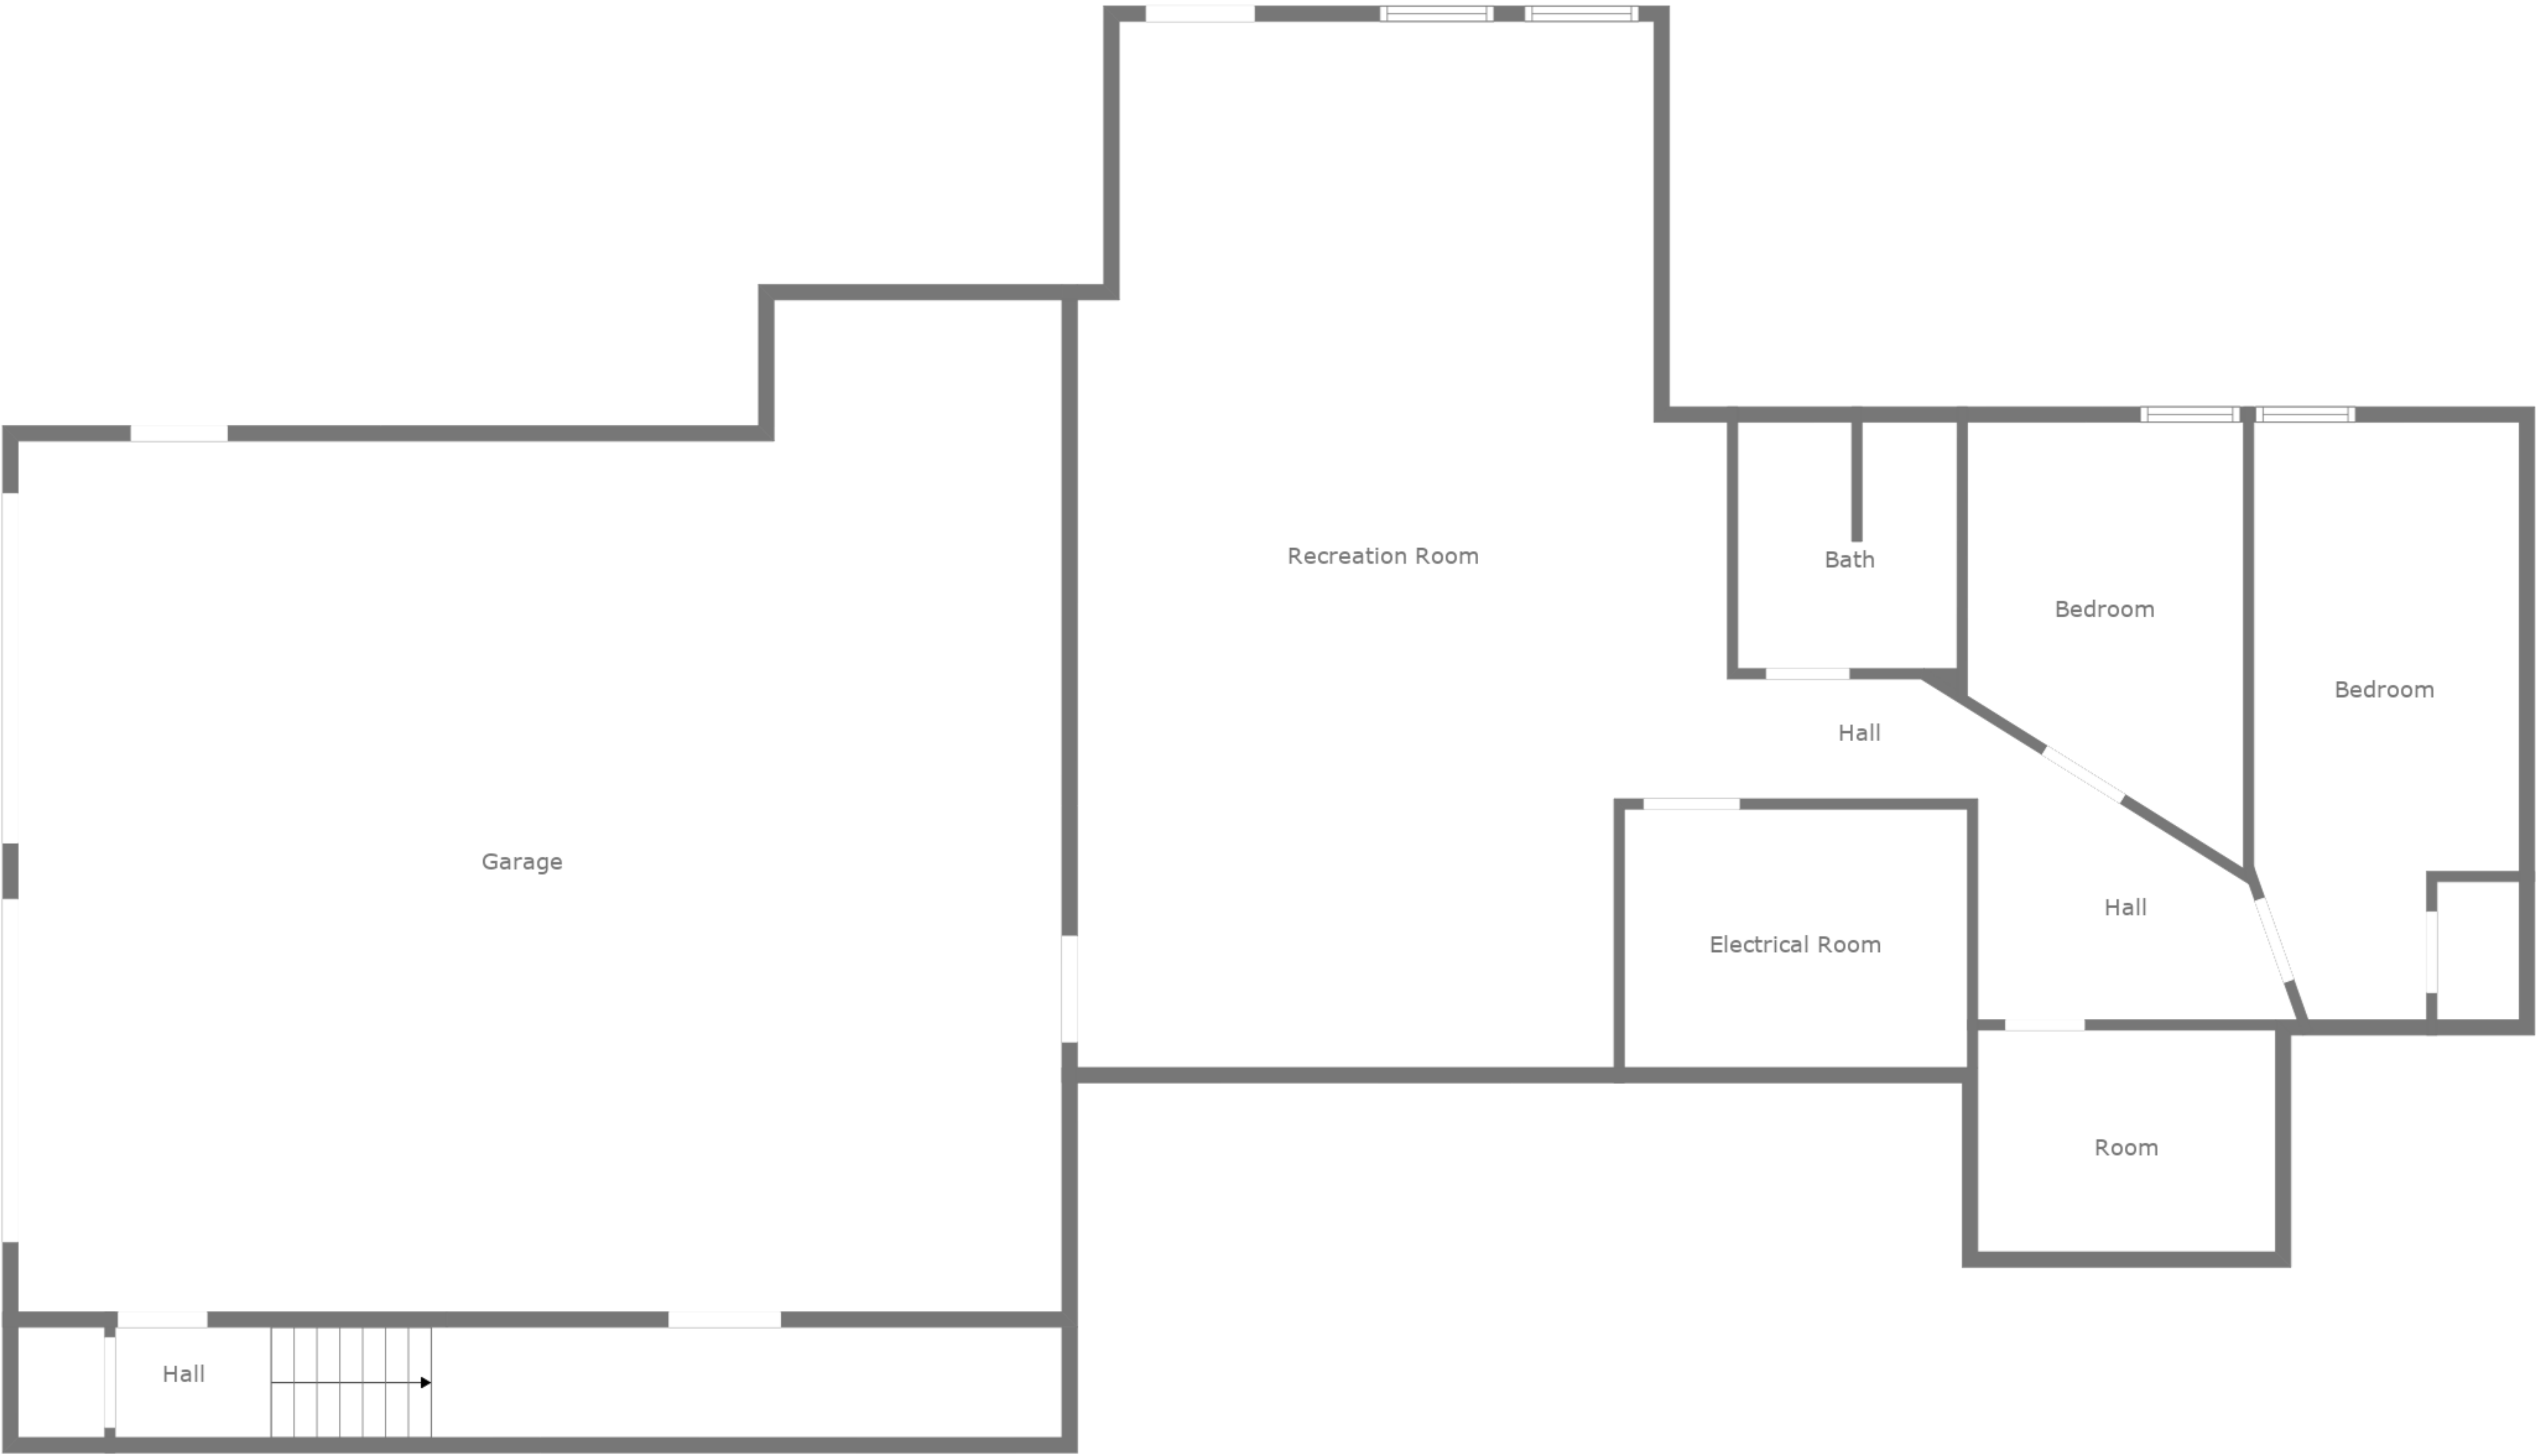 Recreation Room
Bath
Bedroom
Bedroom
Hall
Garage
Hall
Electrical Room
Room
Hall